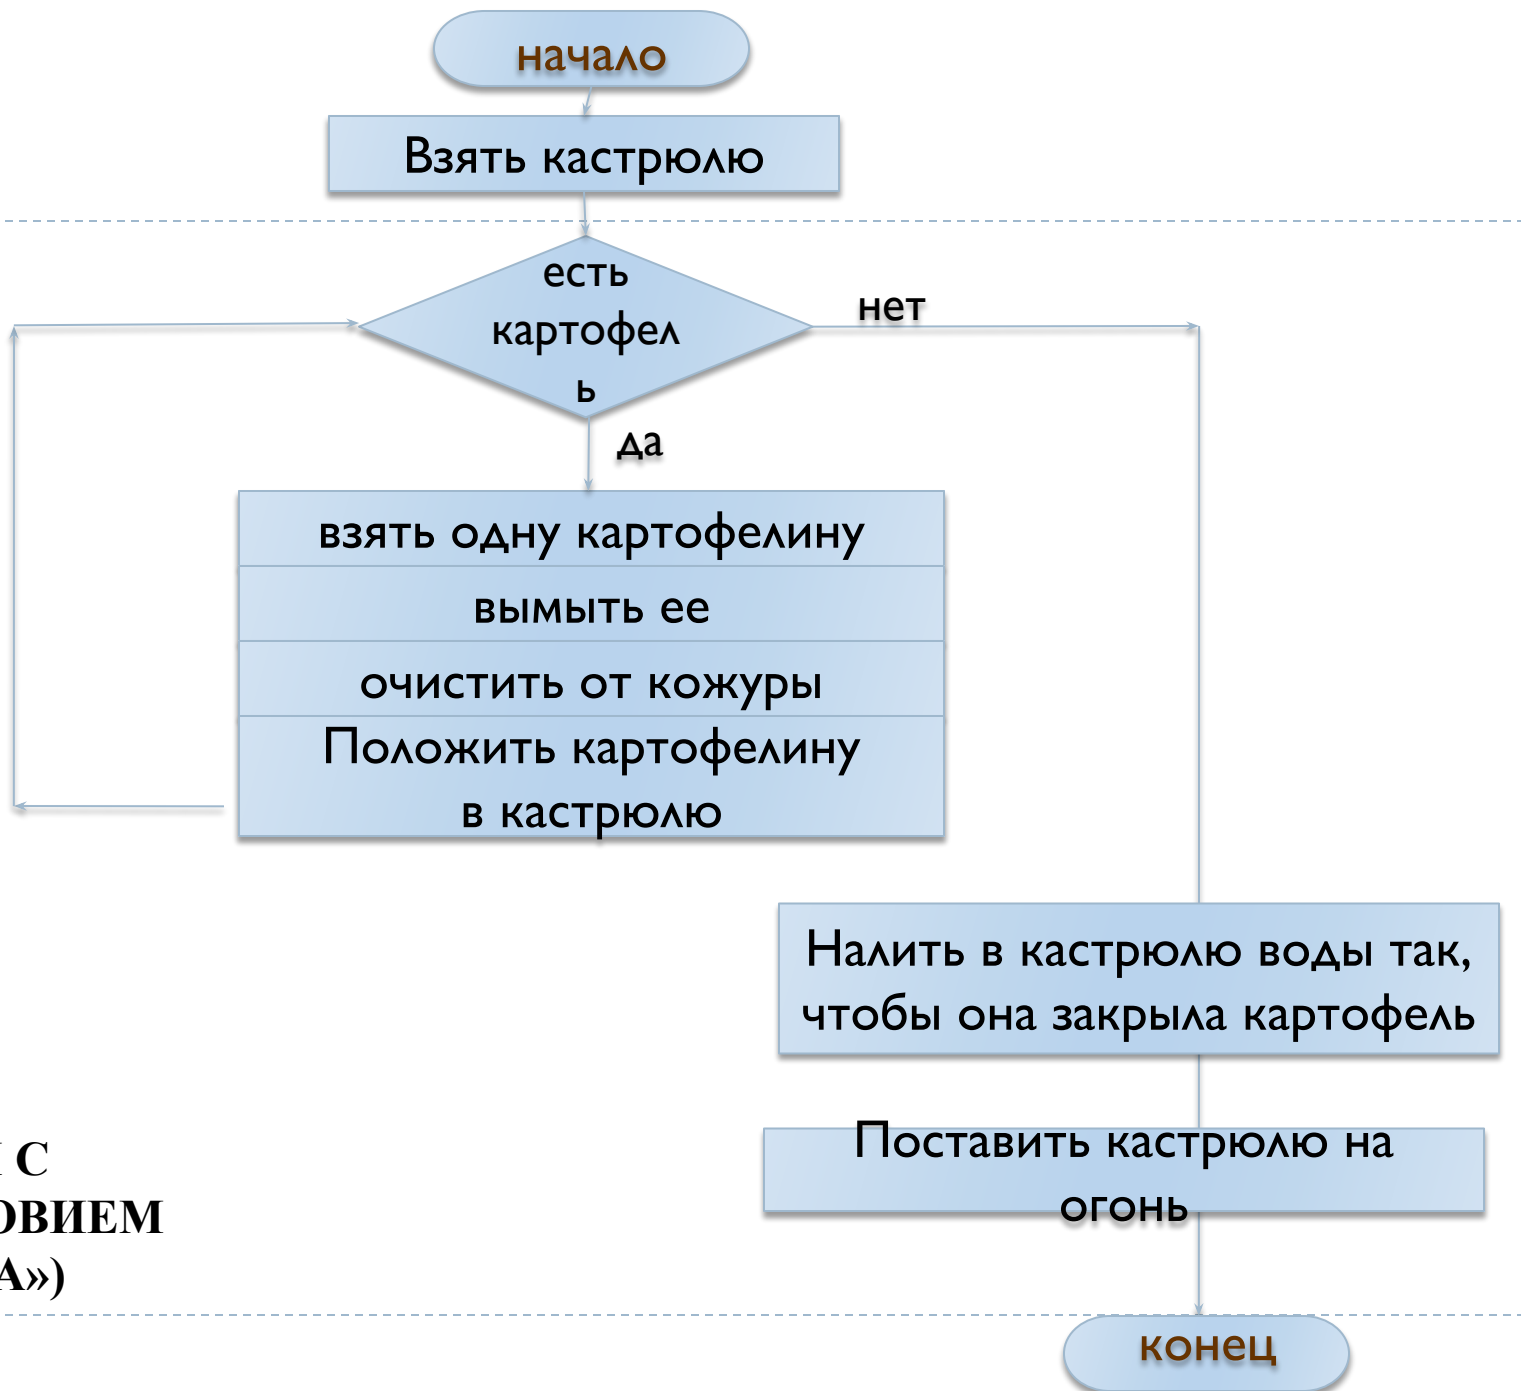 начало
Взять кастрюлю
есть
картофел
ь
нет
да
взять одну картофелину
вымыть ее
очистить от кожуры
Положить картофелину
в кастрюлю
Налить в кастрюлю воды так,
чтобы она закрыла картофель
Поставить кастрюлю на
огонь
С
ОВИЕМ
А»)
конец